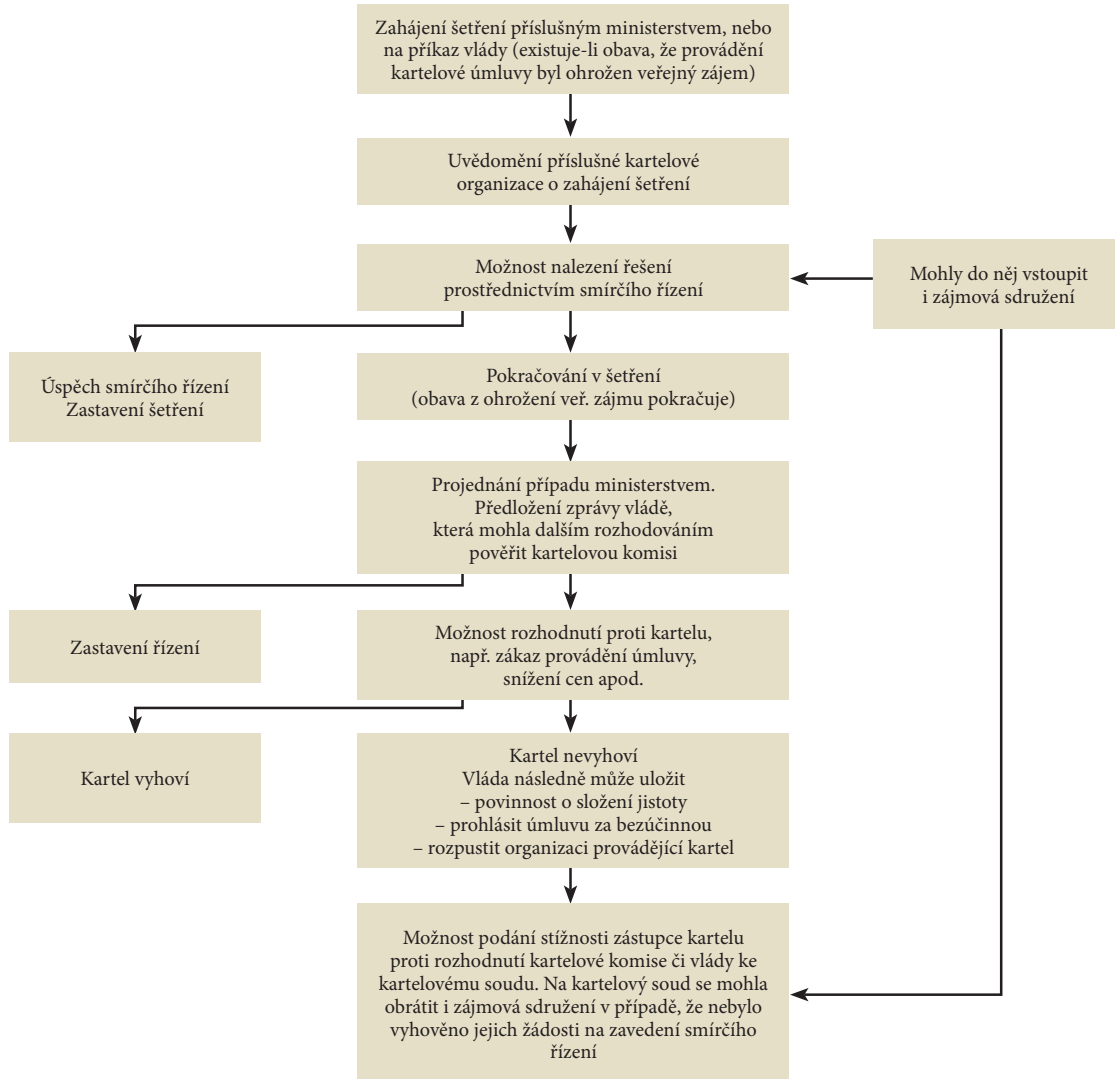 Zahájení šetření příslušným ministerstvem, nebo
na příkaz vlády (existuje-li obava, že provádění
kartelové úmluvy byl ohrožen veřejný zájem)
Uvědomění příslušné kartelové
organizace o zahájení šetření
Možnost nalezení řešení
prostřednictvím smírčího řízení
Mohly do něj vstoupit
i zájmová sdružení
Úspěch smírčího řízení
Zastavení šetření
Pokračování v šetření
(obava z ohrožení veř. zájmu pokračuje)
Projednání případu ministerstvem.
Předložení zprávy vládě,
která mohla dalším rozhodováním
pověřit kartelovou komisi
Zastavení řízení
Možnost rozhodnutí proti kartelu,
např. zákaz provádění úmluvy,
snížení cen apod.
Kartel vyhoví
Kartel nevyhoví
Vláda následně může uložit
– povinnost o složení jistoty
– prohlásit úmluvu za bezúčinnou
– rozpustit organizaci provádějící kartel
Možnost podání stížnosti zástupce kartelu
proti rozhodnutí kartelové komise či vlády ke
kartelovému soudu. Na kartelový soud se mohla
obrátit i zájmová sdružení v případě, že nebylo
vyhověno jejich žádosti na zavedení smírčího
řízení